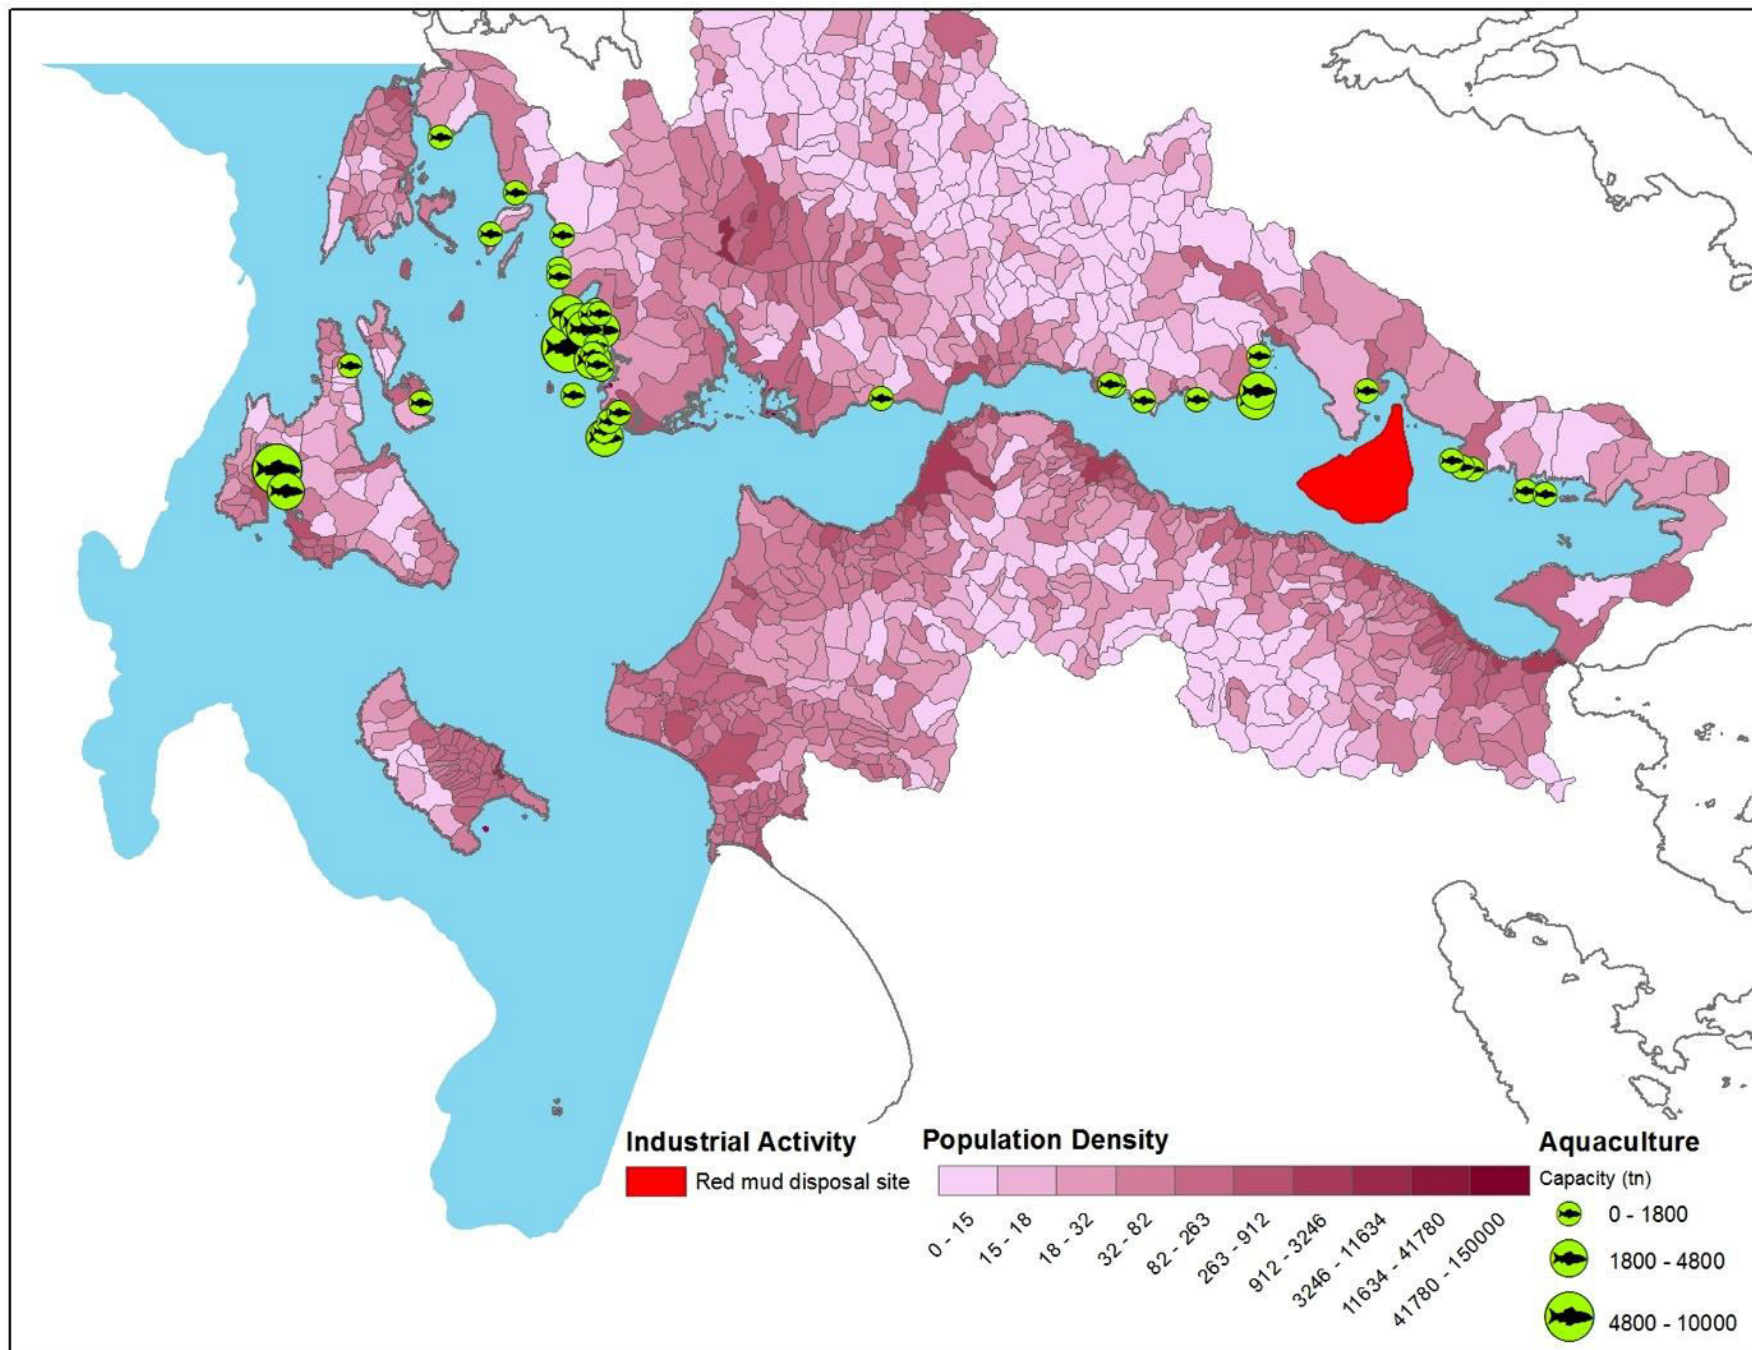 Industrial Activity
Red mud disposal site
Population Density
0 - 15
15 - 18
18 - 32
32 - 82
82 - 263
263 - 912
912 - 3246
3246 - 11634
11634 - 41780
41780 - 150000
Aquaculture
Capacity (tn)
0 - 1800
1800 - 4800
4800 - 10000